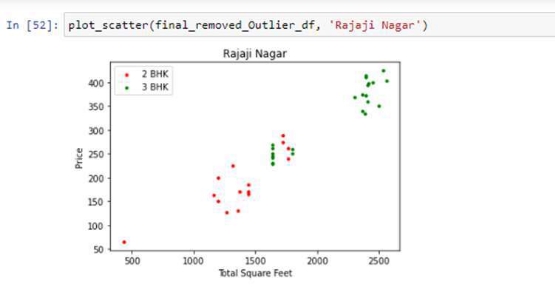 In [52]: plot_scatter(final_removed_Outlier_df, 'Rajaji Nagar')
Rajaji Nagar
2 BHK
3 BHK
400
350
300
250
200
150
100
50
Price
500 1000 1500 2000 2500
Total Square Feet